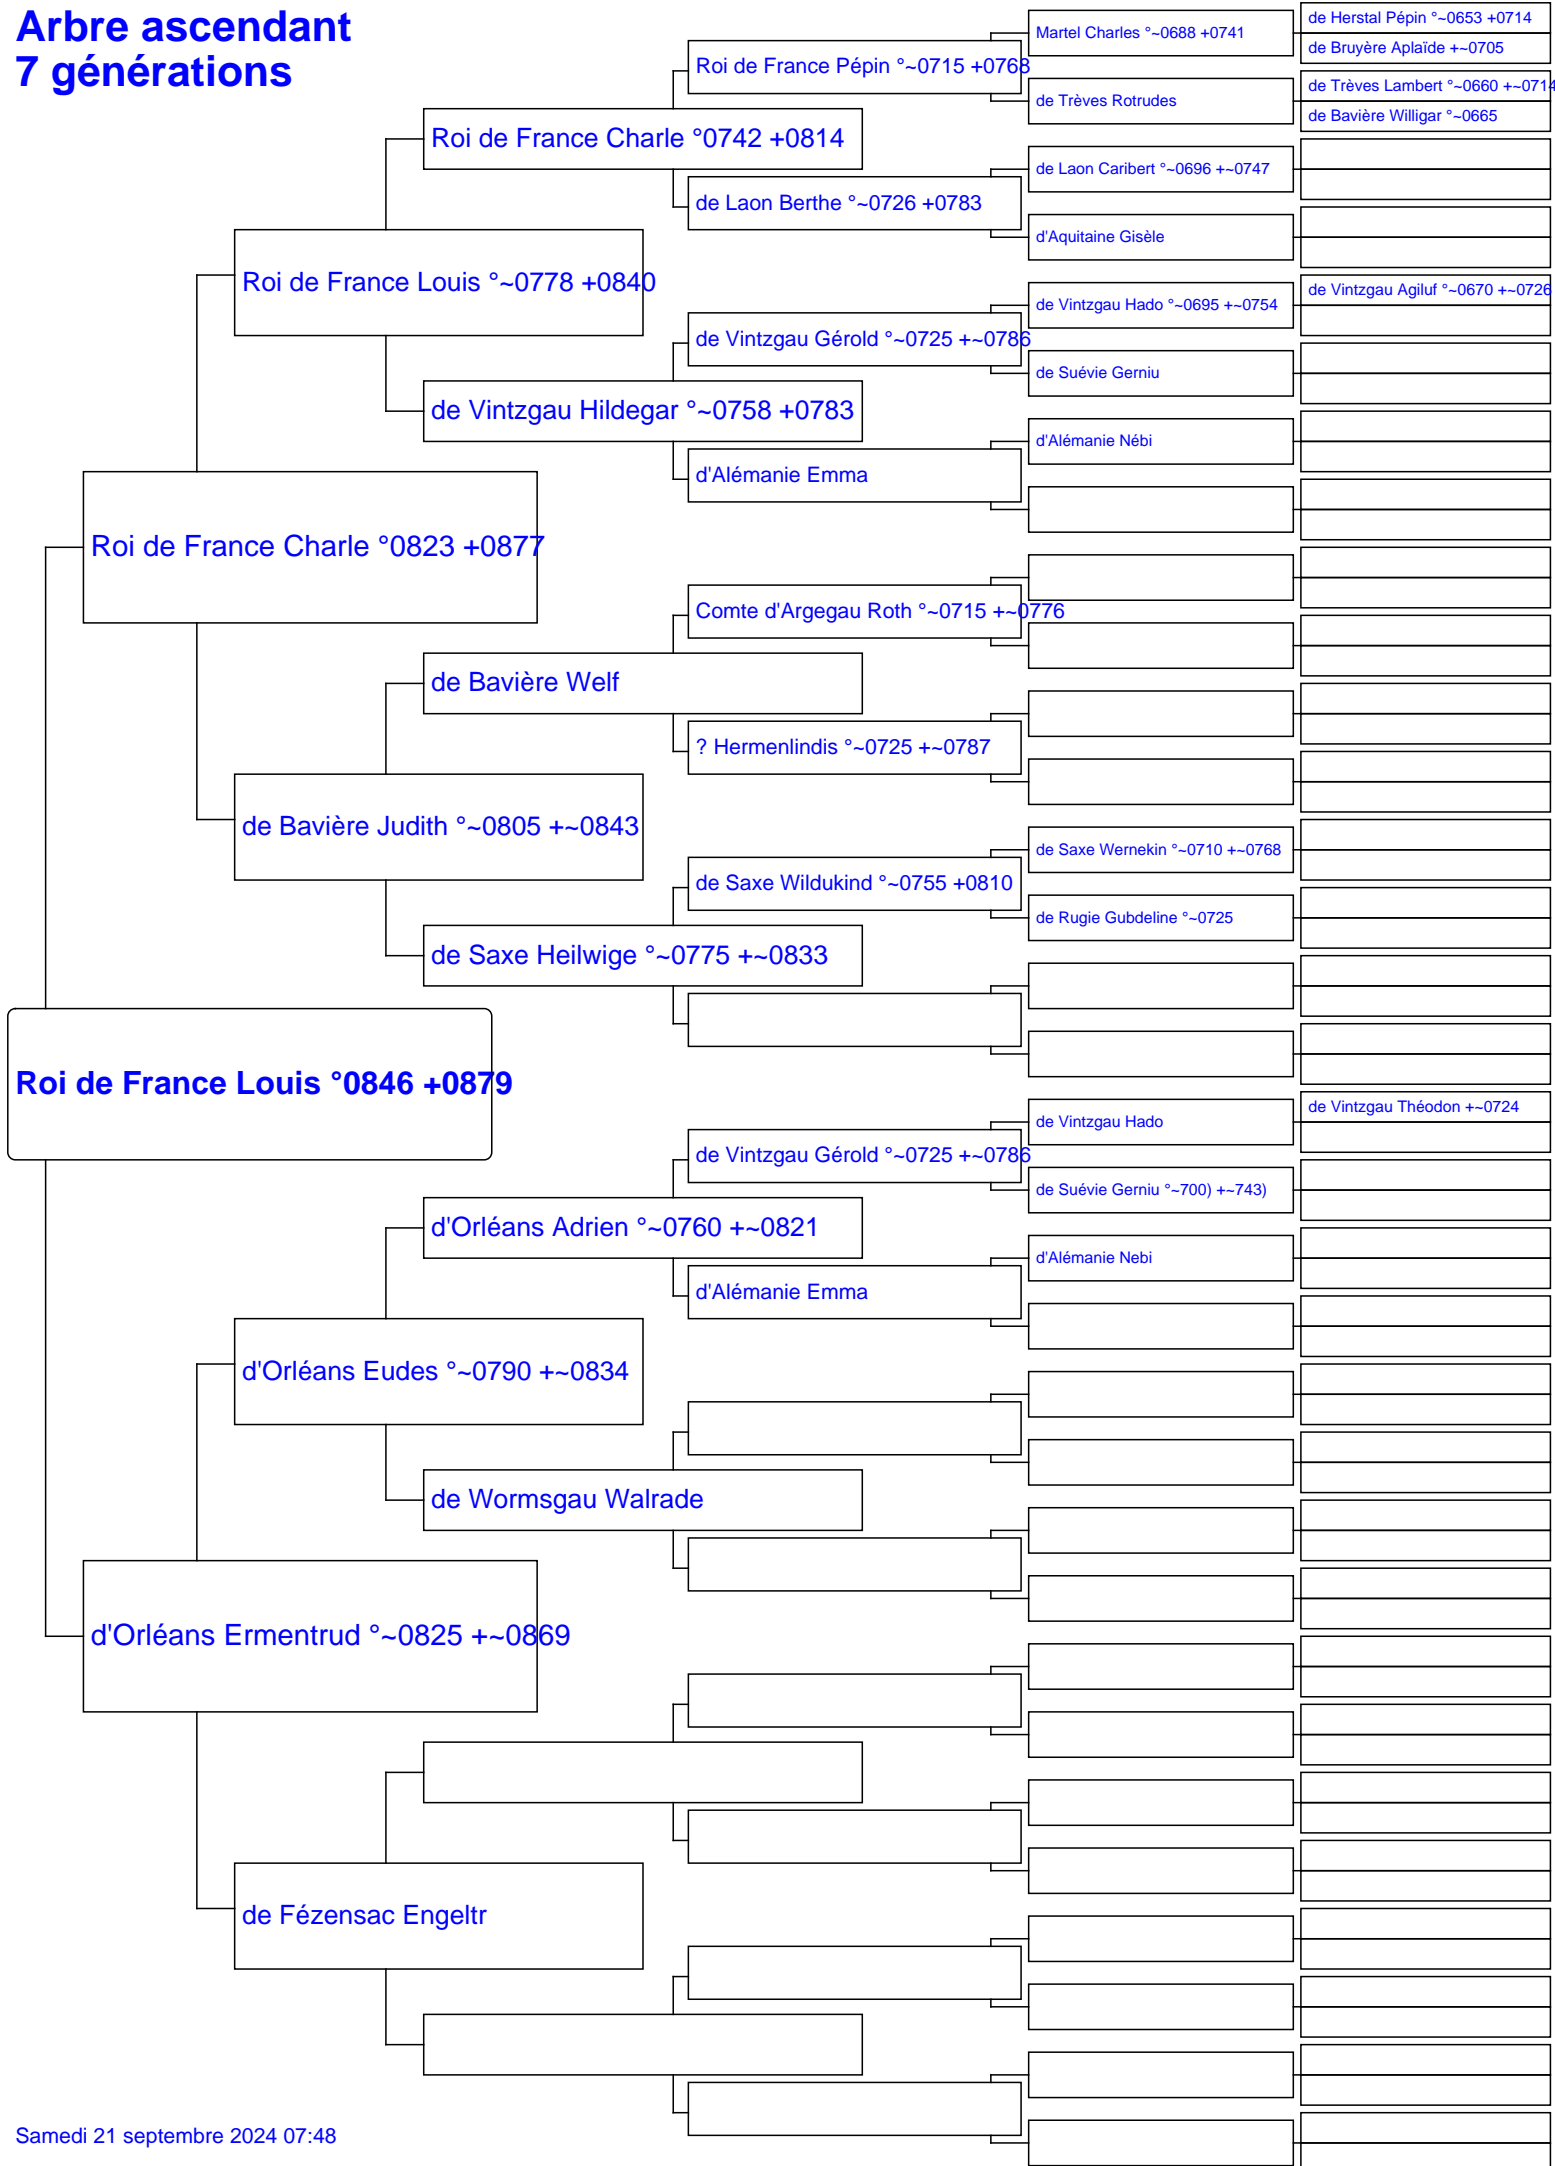 Arbre ascendant
7 générations
de Herstal Pépin °~0653 +0714
Martel Charles °~0688 +0741
de Bruyère Aplaïde +~0705
Roi de France Pépin °~0715 +0768
de Trèves Lambert °~0660 +~0714
de Trèves Rotrudes
de Bavière Willigar °~0665
Roi de France Charle °0742 +0814
de Laon Caribert °~0696 +~0747
de Laon Berthe °~0726 +0783
d'Aquitaine Gisèle
Roi de France Louis °~0778 +0840
de Vintzgau Agiluf °~0670 +~0726
de Vintzgau Hado °~0695 +~0754
de Vintzgau Gérold °~0725 +~0786
de Suévie Gerniu
de Vintzgau Hildegar °~0758 +0783
d'Alémanie Nébi
d'Alémanie Emma
Roi de France Charle °0823 +0877
Comte d'Argegau Roth °~0715 +~0776
de Bavière Welf
? Hermenlindis °~0725 +~0787
de Bavière Judith °~0805 +~0843
de Saxe Wernekin °~0710 +~0768
de Saxe Wildukind °~0755 +0810
de Rugie Gubdeline °~0725
de Saxe Heilwige °~0775 +~0833
Roi de France Louis °0846 +0879
de Vintzgau Théodon +~0724
de Vintzgau Hado
de Vintzgau Gérold °~0725 +~0786
de Suévie Gerniu °~700) +~743)
d'Orléans Adrien °~0760 +~0821
d'Alémanie Nebi
d'Alémanie Emma
d'Orléans Eudes °~0790 +~0834
de Wormsgau Walrade
d'Orléans Ermentrud °~0825 +~0869
de Fézensac Engeltr
Samedi 21 septembre 2024 07:48